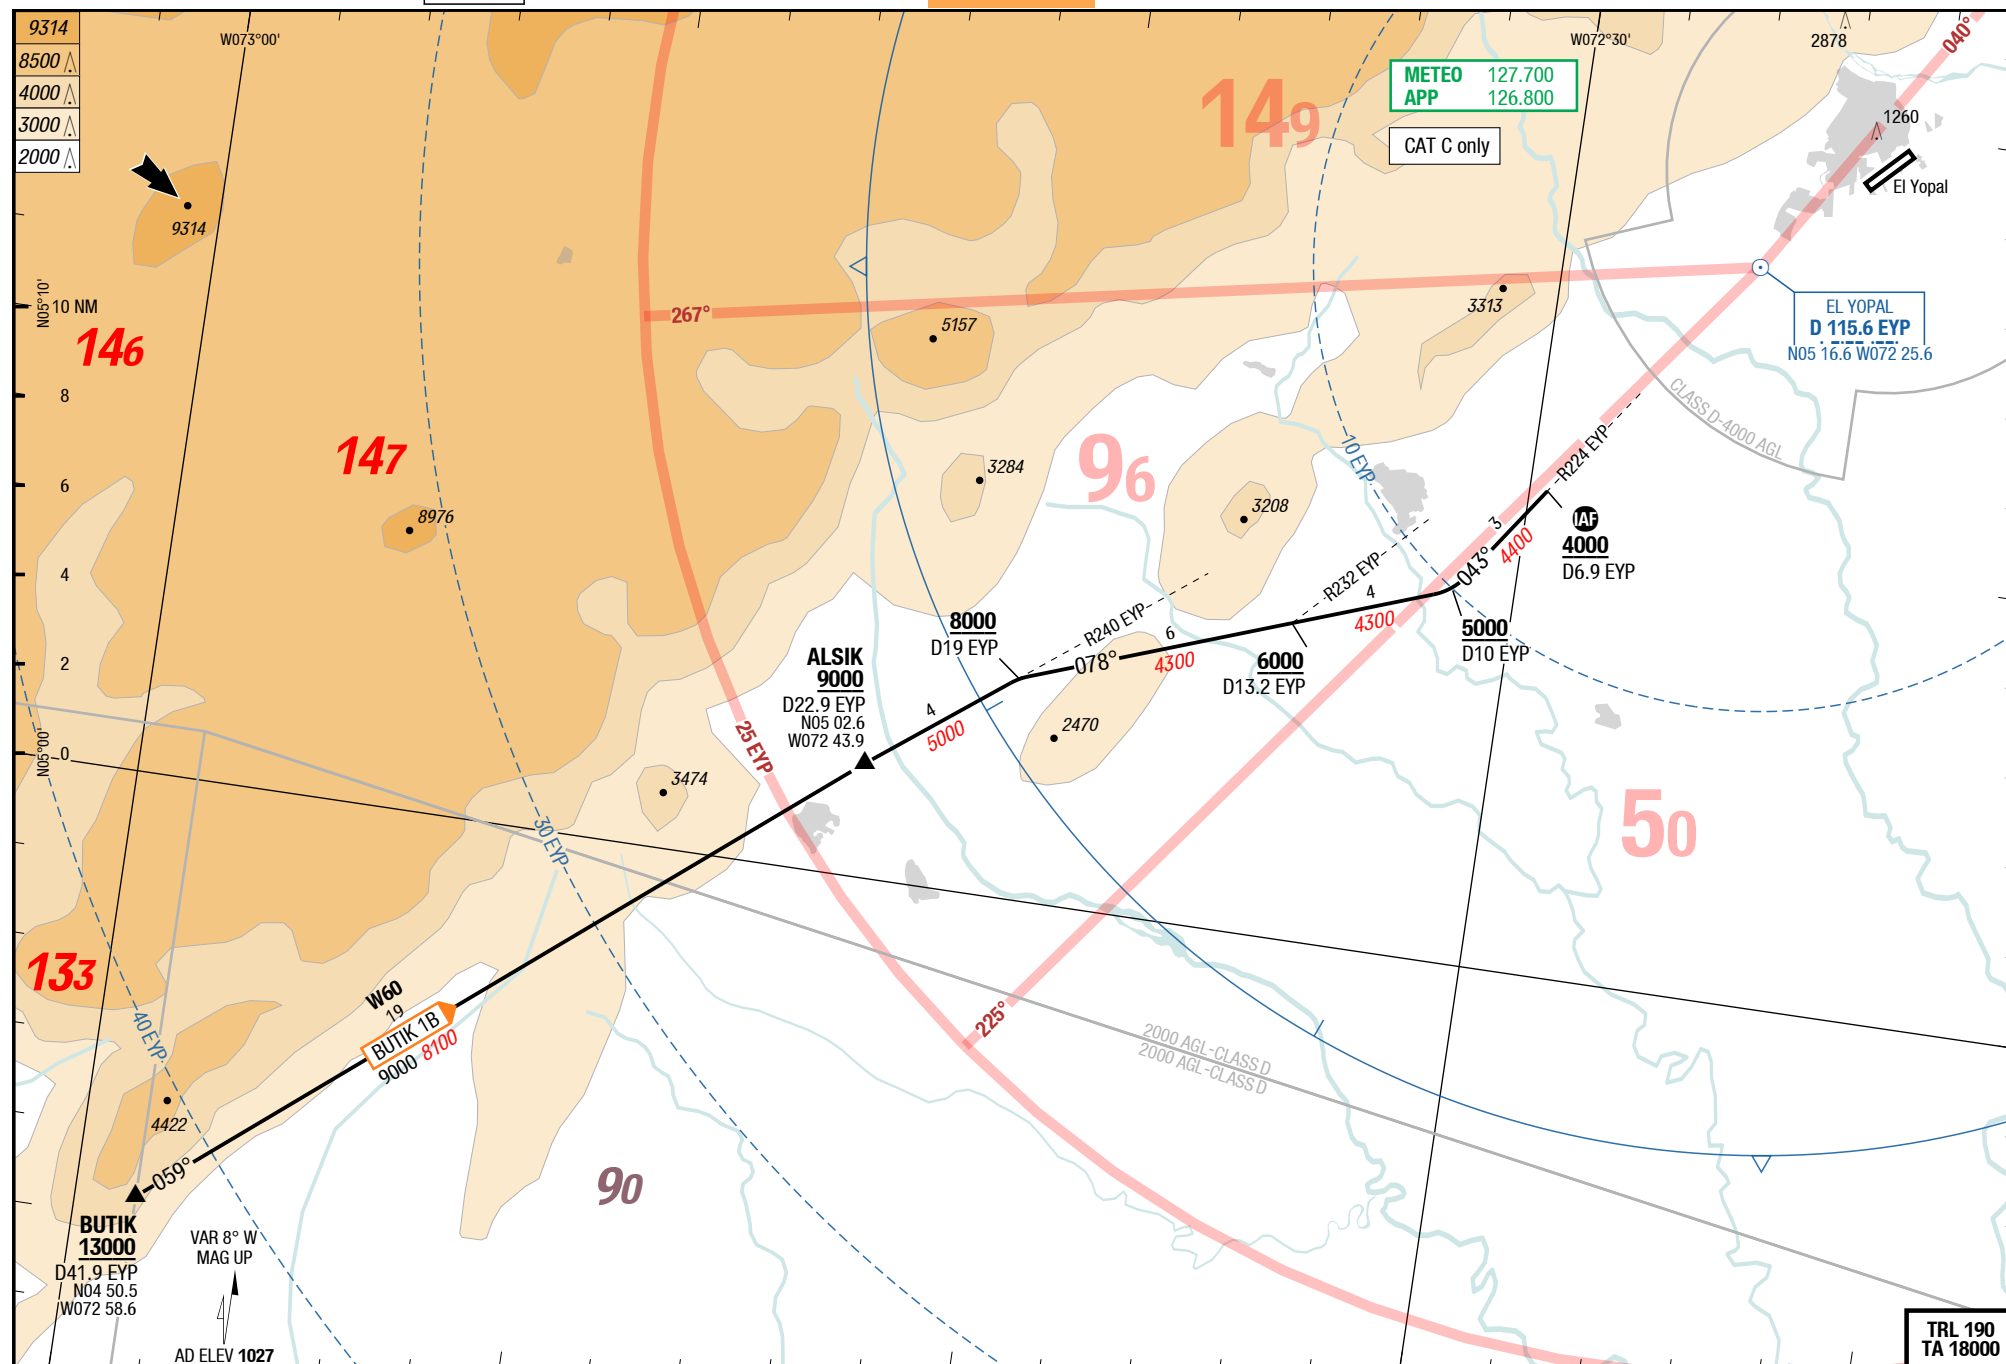 9314
8500
4000
3000
2000
W073°00'
W072°30'
2878
040°
149
METEO 127.700
APP 126.800
CAT C only
1260
El Yopal
9314
N05°10'
10 NM
146
267°
5157
3313
EL YOPAL
D 115.6 EYP
N05 16.6 W072 25.6
8
147
6
8976
3284
96
3208
10 EYP
CLASS D-4000 AGL
R224 EYP
IAF
4000
D6.9 EYP
3
4400
043°
4
R232 EYP
4
4300
R240 EYP
8000
D19 EYP
6
078°
4300
6000
D13.2 EYP
5000
D10 EYP
2
ALSIK
9000
D22.9 EYP
N05 02.6
W072 43.9
4
5000
2470
N05°00'
0
25 EYP
3474
30 EYP
50
133
W60
19
BUTIK 1B
9000 8100
40 EYP
225°
2000 AGL-CLASS D
2000 AGL-CLASS D
4422
059°
90
BUTIK
13000
D41.9 EYP
N04 50.5
W072 58.6
VAR 8° W
MAG UP
AD ELEV 1027
TRL 190
TA 18000